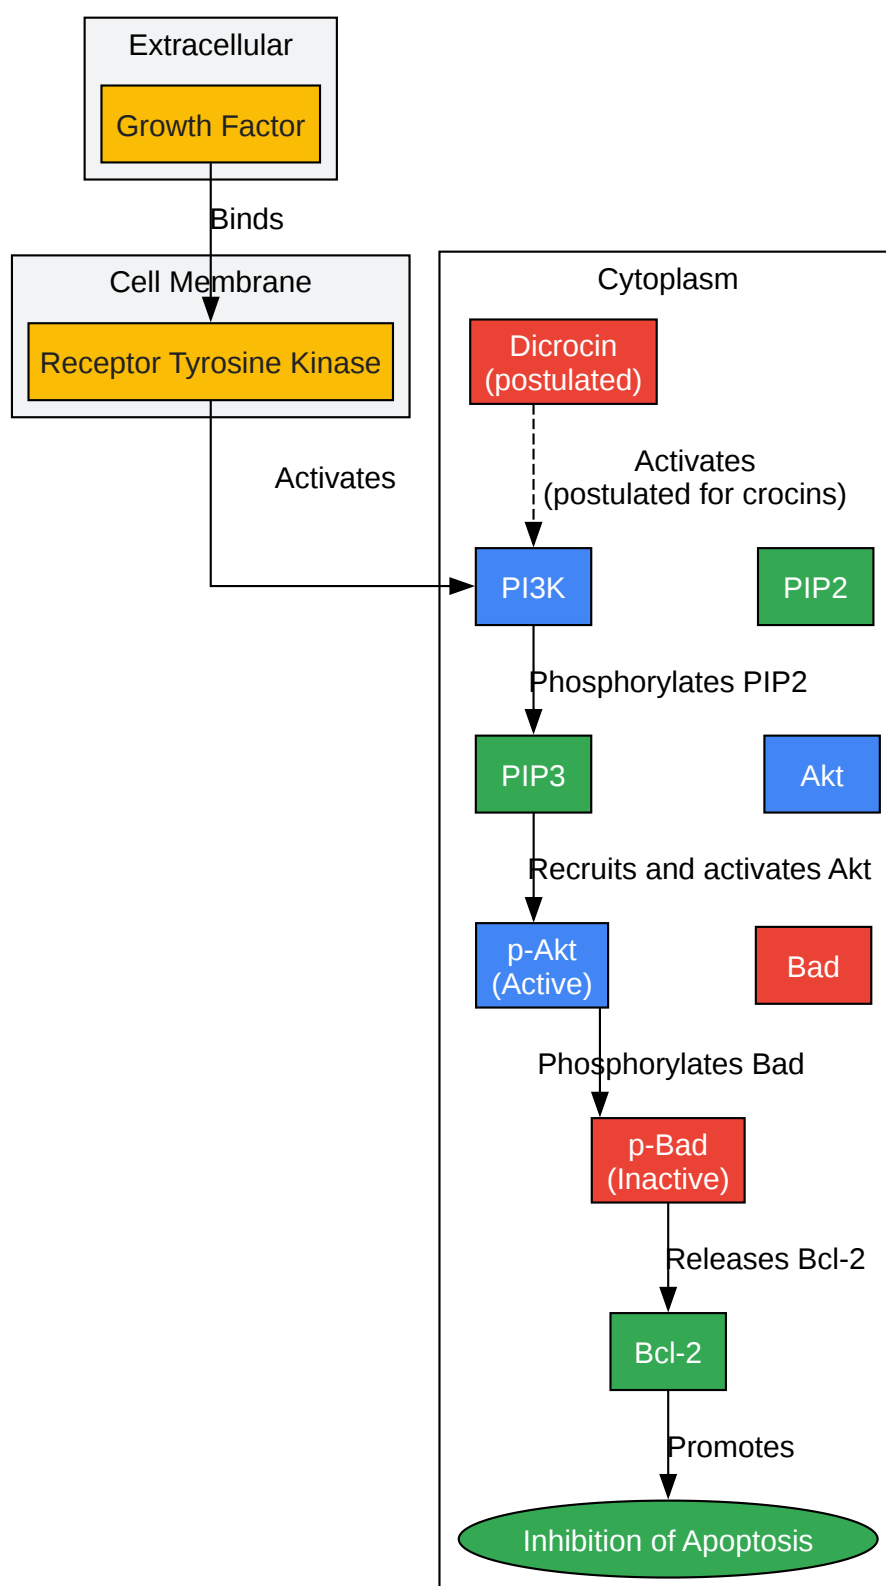 Extracellular
Growth Factor
Binds
Cell Membrane
Receptor Tyrosine Kinase
Activates
Cytoplasm
Dicrocin
(postulated)
Activates
(postulated for crocins)
PI3K
PIP2
Phosphorylates PIP2
PIP3
Akt
Recruits and activates Akt
p-Akt
(Active)
Bad
Phosphorylates Bad
p-Bad
(Inactive)
Releases Bcl-2
Bcl-2
Promotes
Inhibition of Apoptosis